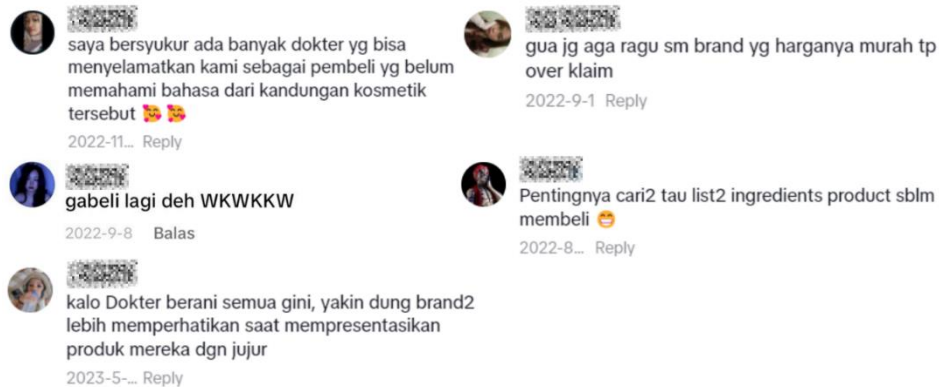 saya bersyukur ada banyak dokter yg bisa
menyelamatkan kami sebagai pembeli yg belum
memahami bahasa dari kandungan kosmetik
tersebut 🥰 🥰
2022-11... Reply
gabeli lagi deh WKWKKW
2022-9-8 Balas
kalo Dokter berani semua gini, yakin dung brand2
lebih memperhatikan saat mempresentasikan
produk mereka dgn jujur
2023-5-... Reply
gua jg aga ragu sm brand yg harganya murah tp
over klaim
2022-9-1 Reply
Pentingnya cari2 tau list2 ingredients product sblm
membeli 😁
2022-8... Reply